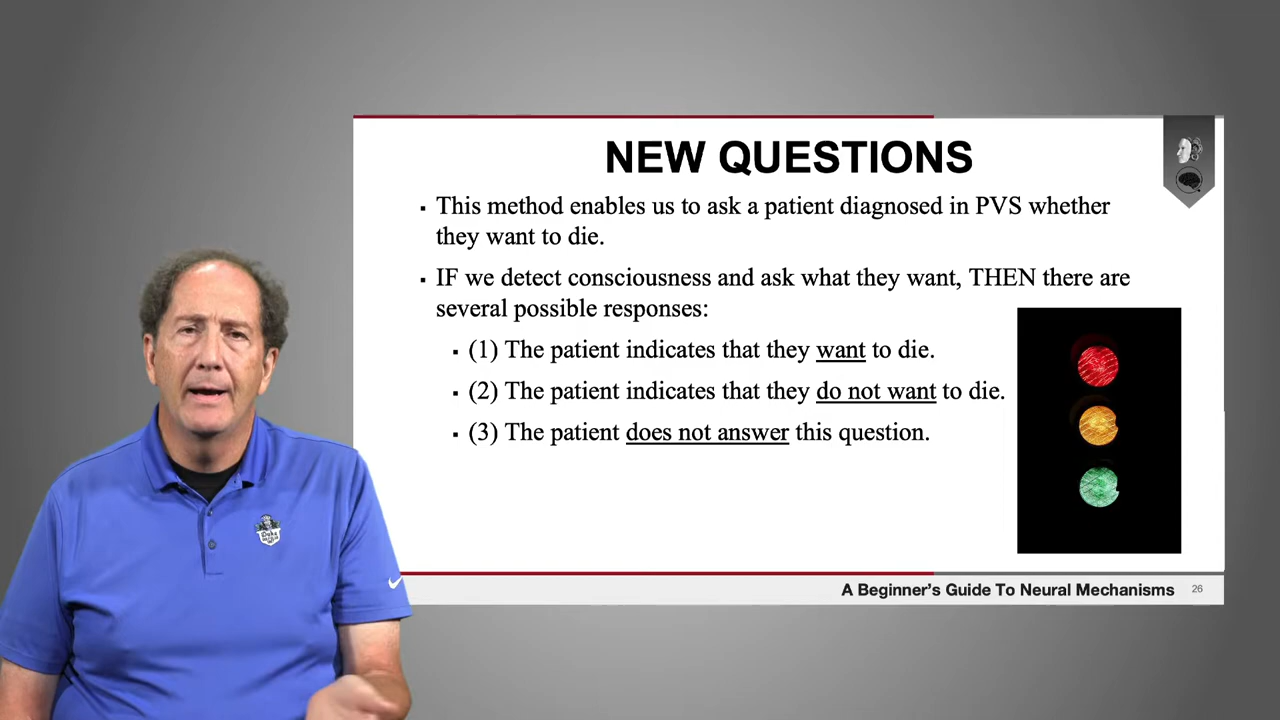 NEW QUESTIONS
▪ This method enables us to ask a patient diagnosed in PVS whether
they want to die.
▪ IF we detect consciousness and ask what they want, THEN there are
several possible responses:
▪ (1) The patient indicates that they want to die.
▪ (2) The patient indicates that they do not want to die.
▪ (3) The patient does not answer this question.
Duke
A Beginner's Guide To Neural Mechanisms 26